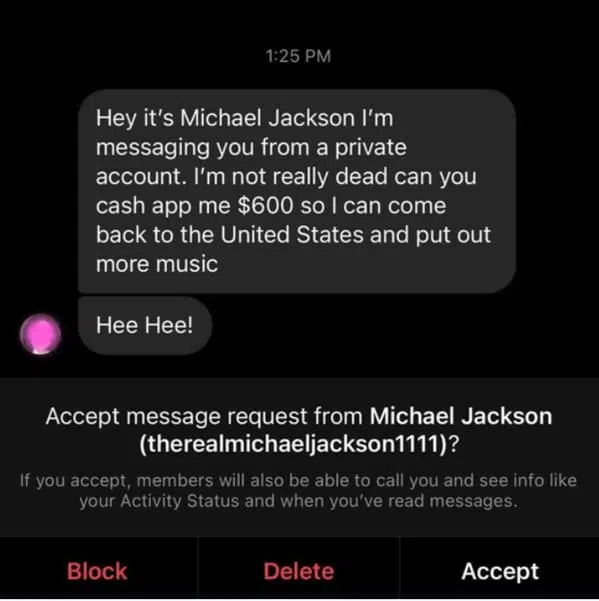 1:25 PM
Hey it's Michael Jackson I'm
messaging you from a private
account. I'm not really dead can you
cash app me $600 so I can come
back to the United States and put out
more music
Hee Hee!
Accept message request from Michael Jackson
(therealmichaeljackson1111)?
If you accept, members will also be able to call you and see info like
your Activity Status and when you've read messages.
Block Delete Accept